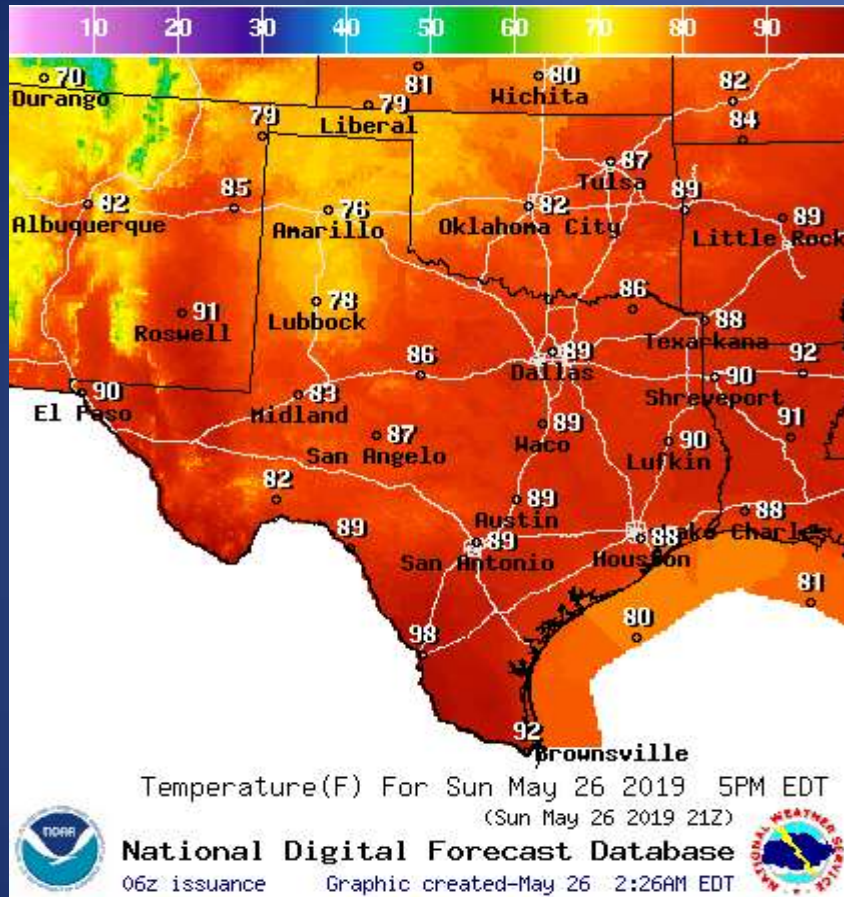 10 20 30 40 50 60 70 80 90
70 81 80 82
Durango Wichita
79 79 84
Liberal
87
Tulsa
82 85 76 82 89 89
Albuquerque Amarillo Oklahoma City Little Rock
91 78 86 88
Roswell Lubbock Texarkana
86 89 92
Dallas
90 83 90
El Paso Midland Shreveport
87 89 90 91
San Angelo Waco Lufkin
82 89 88
Austin
89 89 88 Lake Charles
San Antonio Houston
81
98 80
92
Brownsville
Temperature(F) For Sun May 26 2019 5PM EDT
(Sun May 26 2019 21Z)
NOAA
National Digital Forecast Database
NATIONAL WEATHER SERVICE
06z issuance Graphic created-May 26 2:26AM EDT